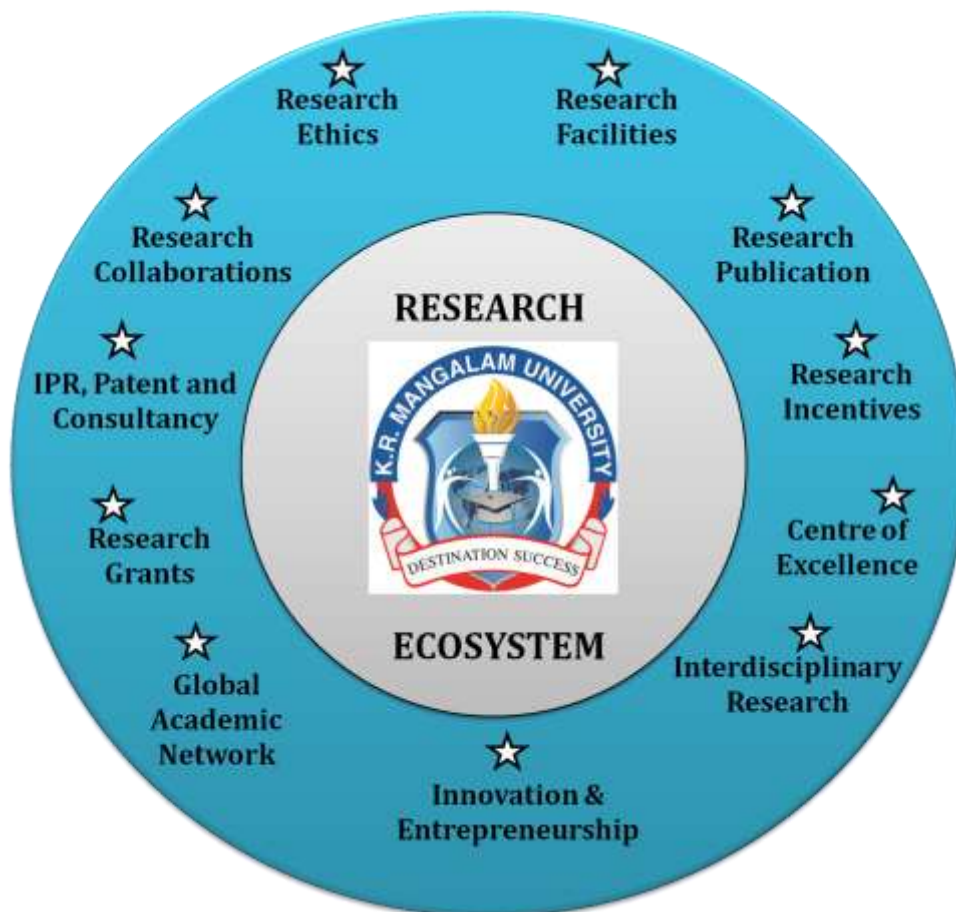 Research
Ethics
Research
Facilities
Research
Collaborations
Research
Publication
IPR, Patent and
Consultancy
Research
Incentives
Research
Grants
Centre of
Excellence
Global
Academic
Network
Interdisciplinary
Research
Innovation &
Entrepreneurship
RESEARCH
K.R. MANGALAM UNIVERSITY
DESTINATION SUCCESS
ECOSYSTEM